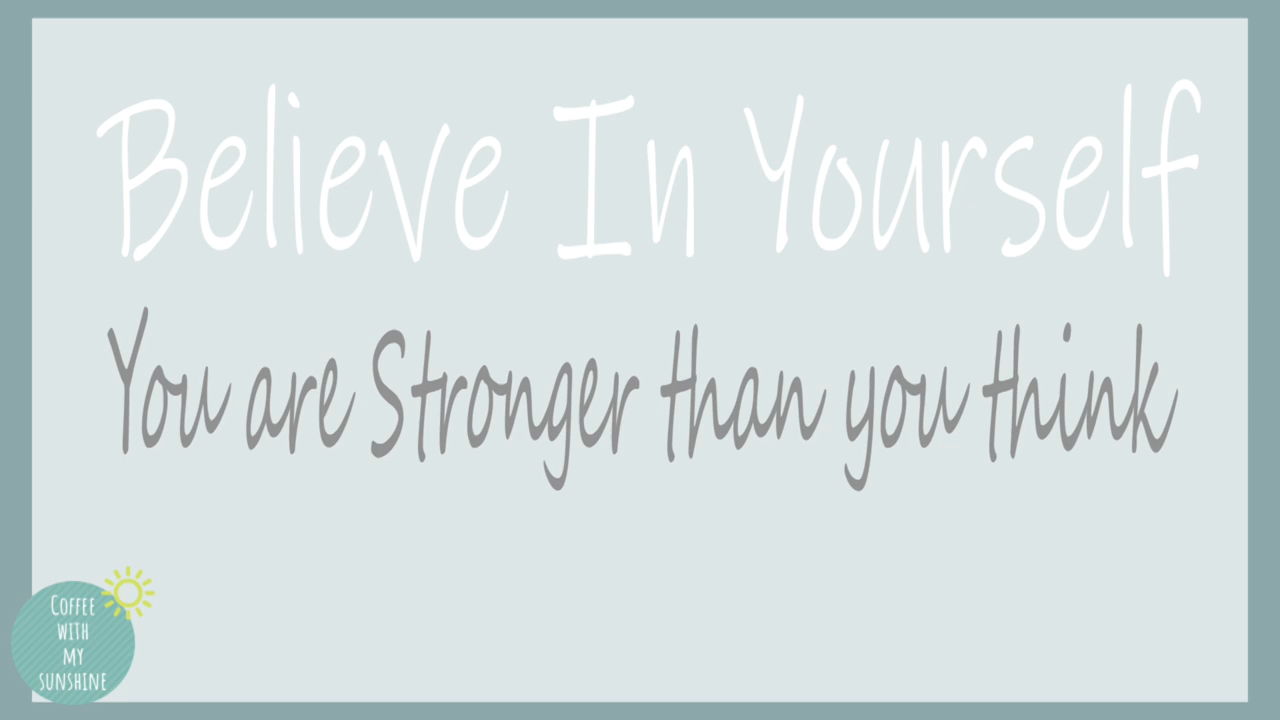 Believe In Yourself
You are Stronger than you think
COFFEE
WITH
MY
SUNSHINE